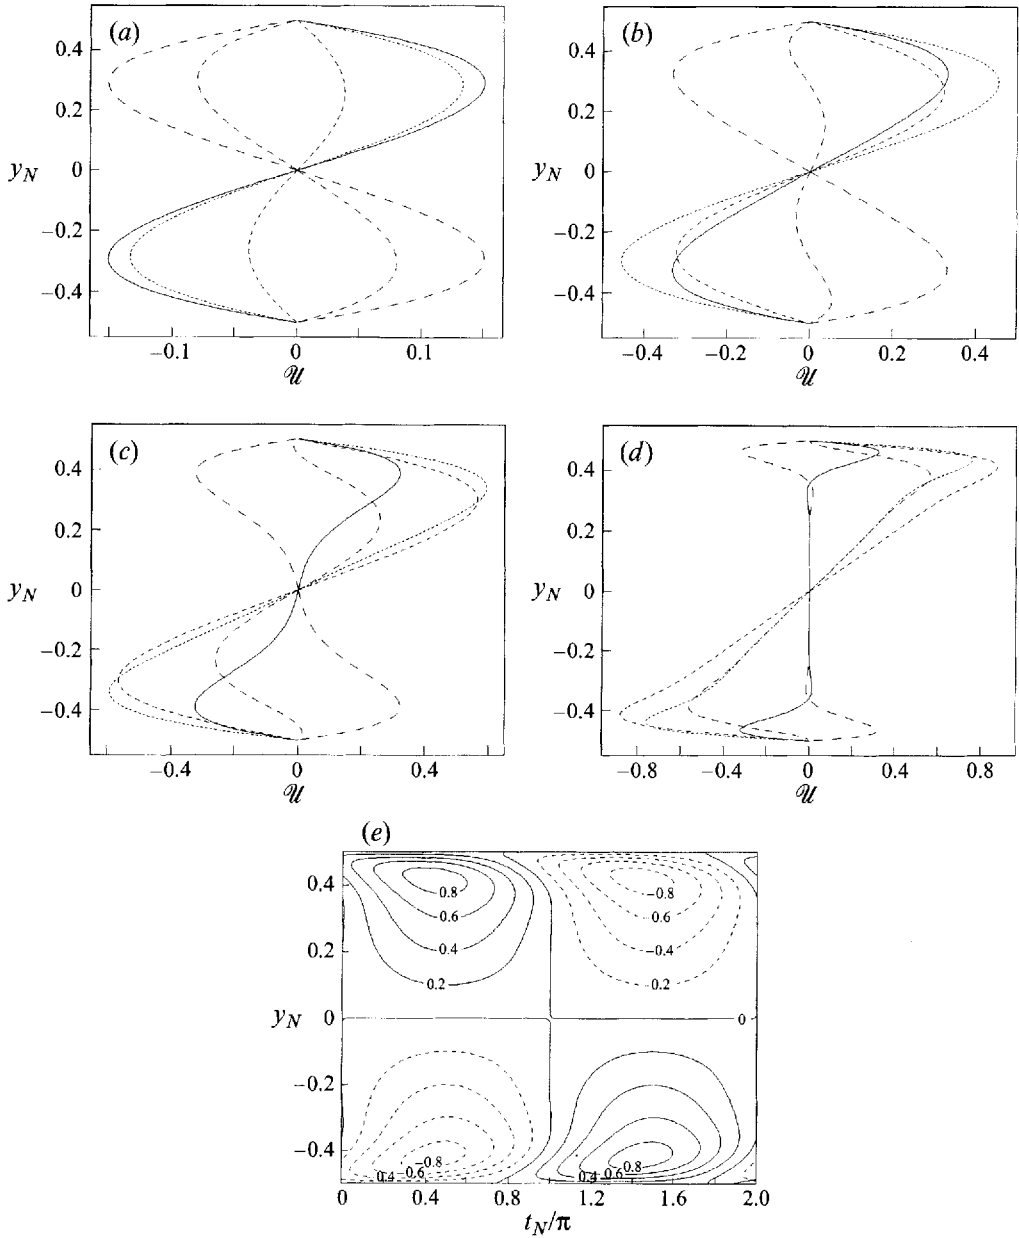 (a)
0.4
0.2
y_N 0
−0.2
−0.4
−0.1 0 0.1
𝒰
(b)
0.4
0.2
y_N 0
−0.2
−0.4
−0.4 −0.2 0 0.2 0.4
𝒰
(c)
0.4
0.2
y_N 0
−0.2
−0.4
−0.4 0 0.4
𝒰
(d)
0.4
0.2
y_N 0
−0.2
−0.4
−0.8 −0.4 0 0.4 0.8
𝒰
(e)
0.4
0.2
y_N 0
−0.2
−0.4
0.8 −0.8
0.6 −0.6
0.4 −0.4
0.2 −0.2
0
−0.8 −0.8
0.4 −0.6 0.4 0.6
0 0.4 0.8 1.2 1.6 2.0
t_N/π